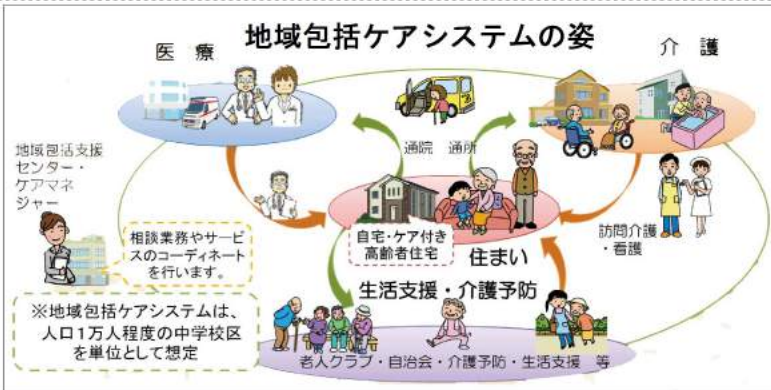 地域包括ケアシステムの姿
医 療
介 護
通院 通所
地域包括支援
センター・
ケアマネ
ジャー
相談業務やサービ
スのコーディネート
を行います。
自宅・ケア付き
高齢者住宅
住まい
訪問介護
・看護
生活支援・介護予防
※地域包括ケアシステムは、
人口1万人程度の中学校区
を単位として想定
老人クラブ・自治会・介護予防・生活支援 等